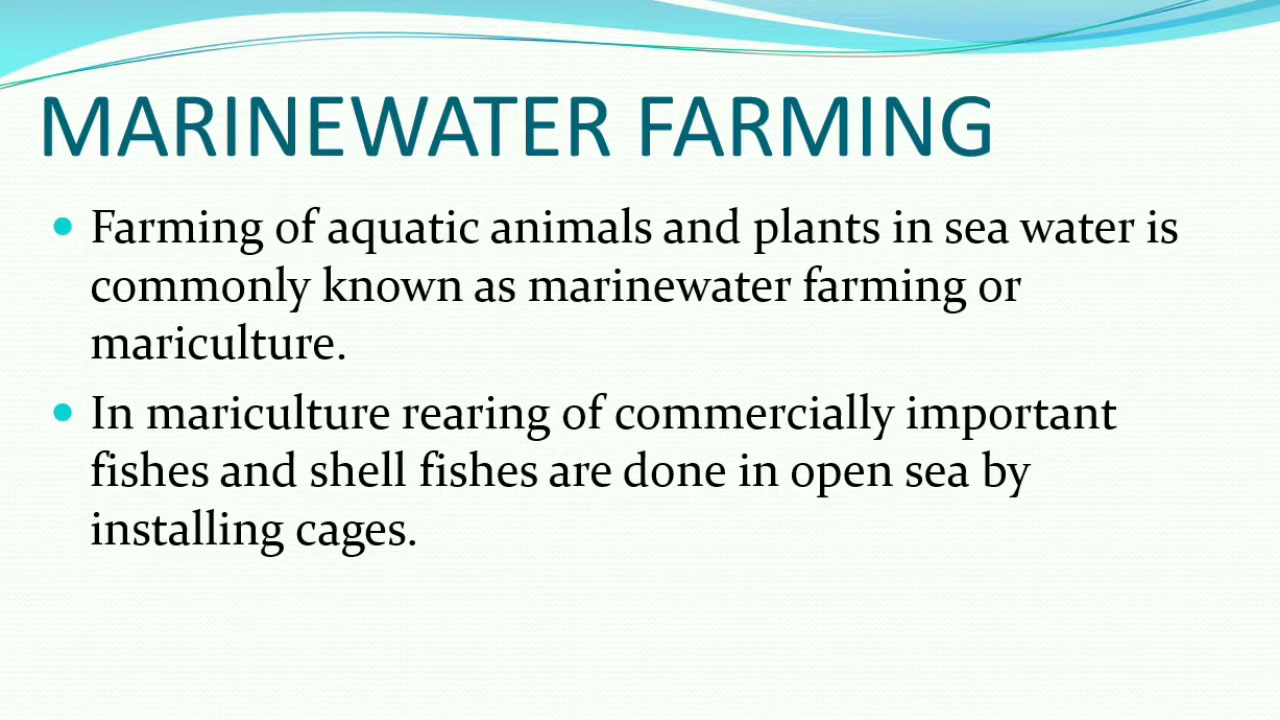 MARINEWATER FARMING
Farming of aquatic animals and plants in sea water is
commonly known as marinewater farming or
mariculture.
In mariculture rearing of commercially important
fishes and shell fishes are done in open sea by
installing cages.